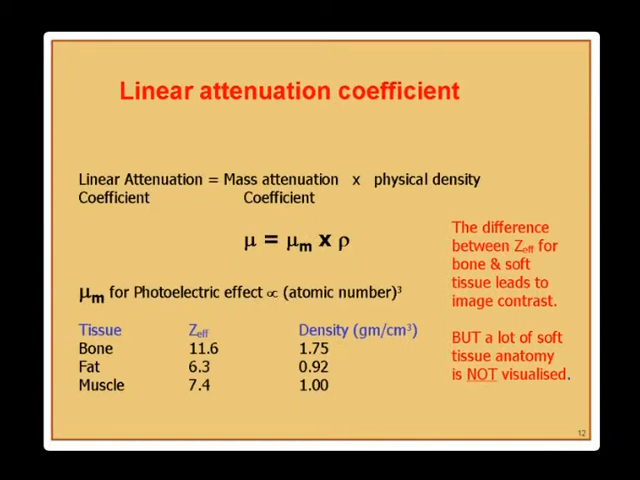 Linear attenuation coefficient
Linear Attenuation = Mass attenuation x physical density
Coefficient Coefficient
μ = μm x ρ
μm for Photoelectric effect ∝ (atomic number)³
Tissue Zeff Density (gm/cm³)
Bone 11.6 1.75
Fat 6.3 0.92
Muscle 7.4 1.00
The difference
between Zeff for
bone & soft
tissue leads to
image contrast.
BUT a lot of soft
tissue anatomy
is NOT visualised.
12